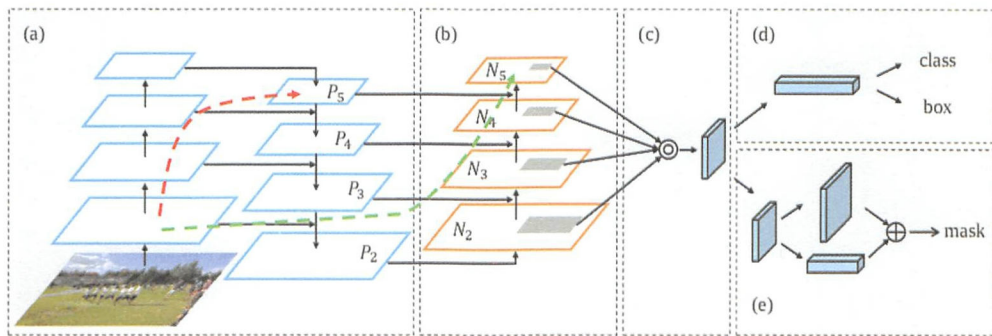 (a)
P5
P4
P3
P2
(b)
N5
N4
N3
N2
(c)
(d)
class
box
(e)
mask